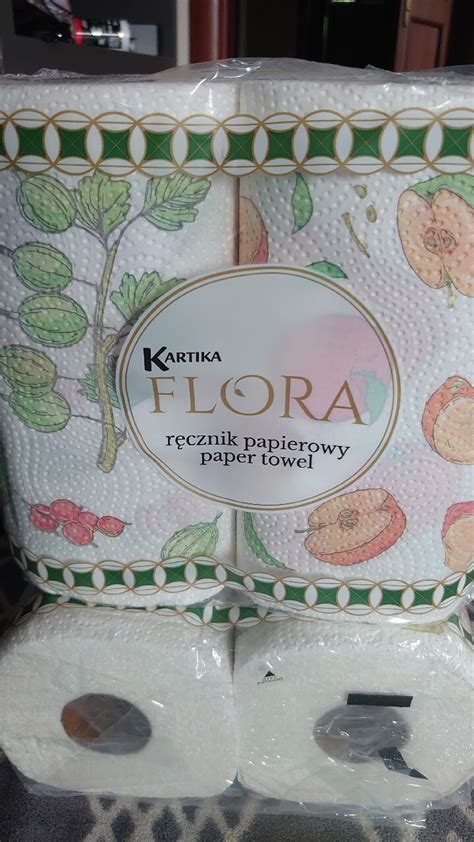 KARTIKA
FLORA
ręcznik papierowy
paper towel